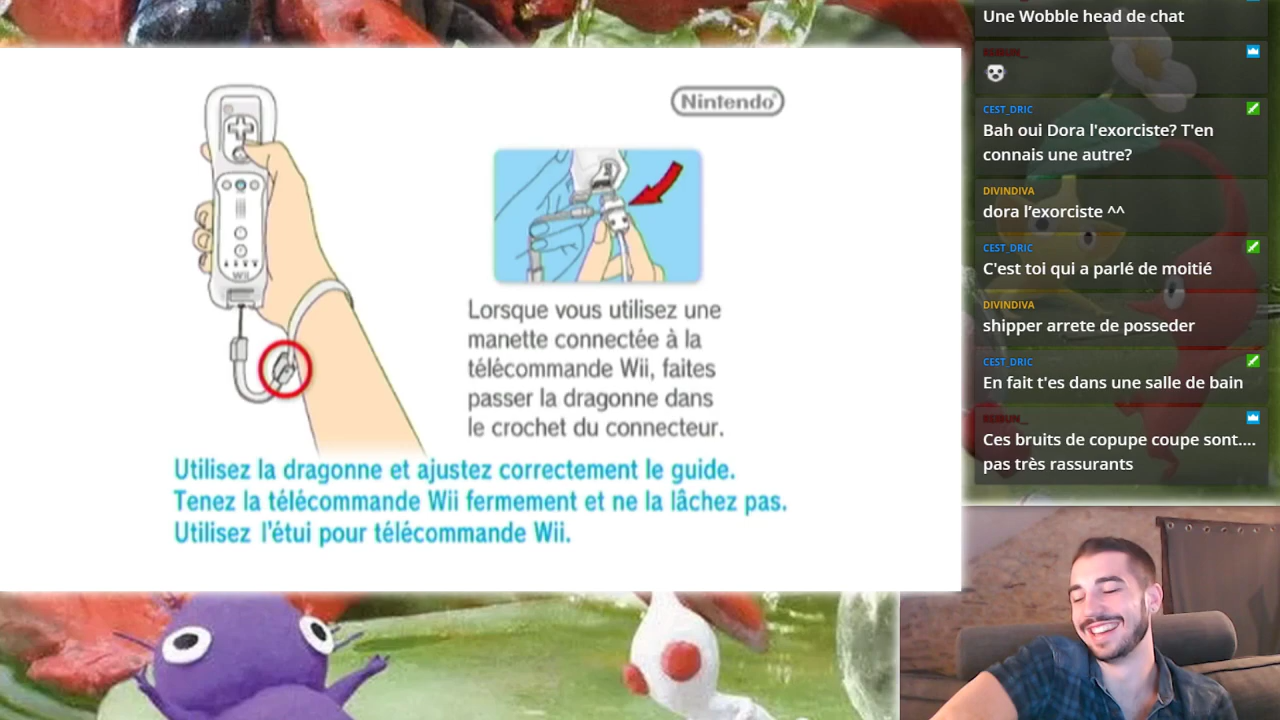 Nintendo
Wii
Lorsque vous utilisez une
manette connectée à la
télécommande Wii, faites
passer la dragonne dans
le crochet du connecteur.
Utilisez la dragonne et ajustez correctement le guide.
Tenez la télécommande Wii fermement et ne la lâchez pas.
Utilisez l'étui pour télécommande Wii.
Une Wobble head de chat
CEST_DRIC
Bah oui Dora l'exorciste? T'en
connais une autre?
DIVINDIVA
dora l'exorciste ^^
CEST_DRIC
C'est toi qui a parlé de moitié
DIVINDIVA
shipper arrete de posseder
CEST_DRIC
En fait t'es dans une salle de bain
Ces bruits de copupe coupe sont....
pas très rassurants